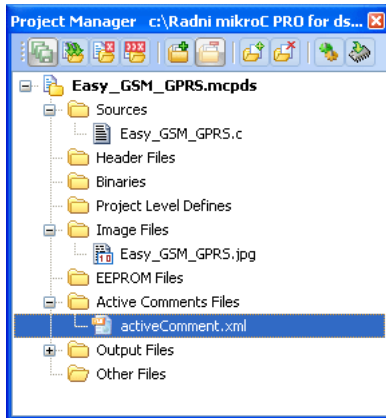 Project Manager c:\Radni mikroC PRO for ds...
Easy_GSM_GPRS.mcpds
Sources
Easy_GSM_GPRS.c
Header Files
Binaries
Project Level Defines
Image Files
Easy_GSM_GPRS.jpg
EEPROM Files
Active Comments Files
activeComment.xml
Output Files
Other Files